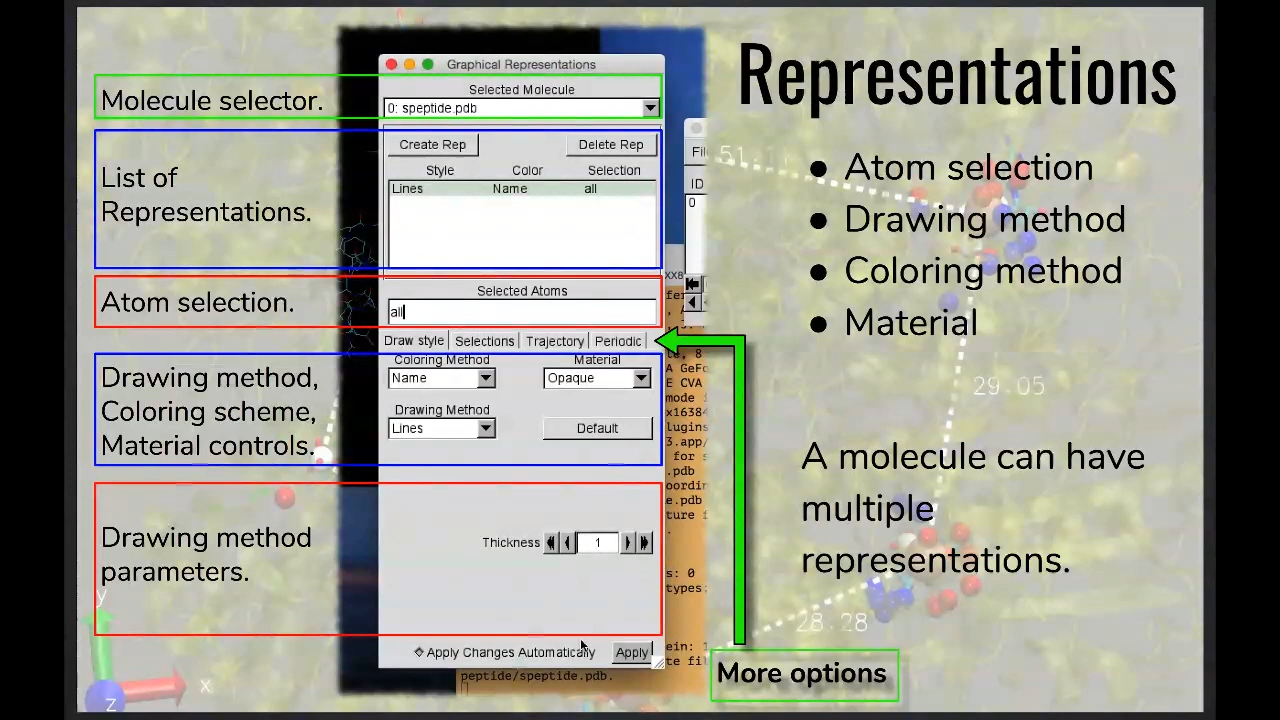 Representations
Molecule selector.
List of
Representations.
Atom selection.
Drawing method,
Coloring scheme,
Material controls.
Drawing method
parameters.
Graphical Representations
Selected Molecule
0: speptide.pdb
Create Rep
Delete Rep
Style Color Selection
Lines Name all
Selected Atoms
all
Draw style Selections Trajectory Periodic
Coloring Method Material
Name Opaque
Drawing Method
Lines Default
Thickness 1
Apply Changes Automatically Apply
peptide/speptide.pdb.
ID
0
● Atom selection
● Drawing method
● Coloring method
● Material
A molecule can have
multiple
representations.
More options
29.05
28.28
y
x
z